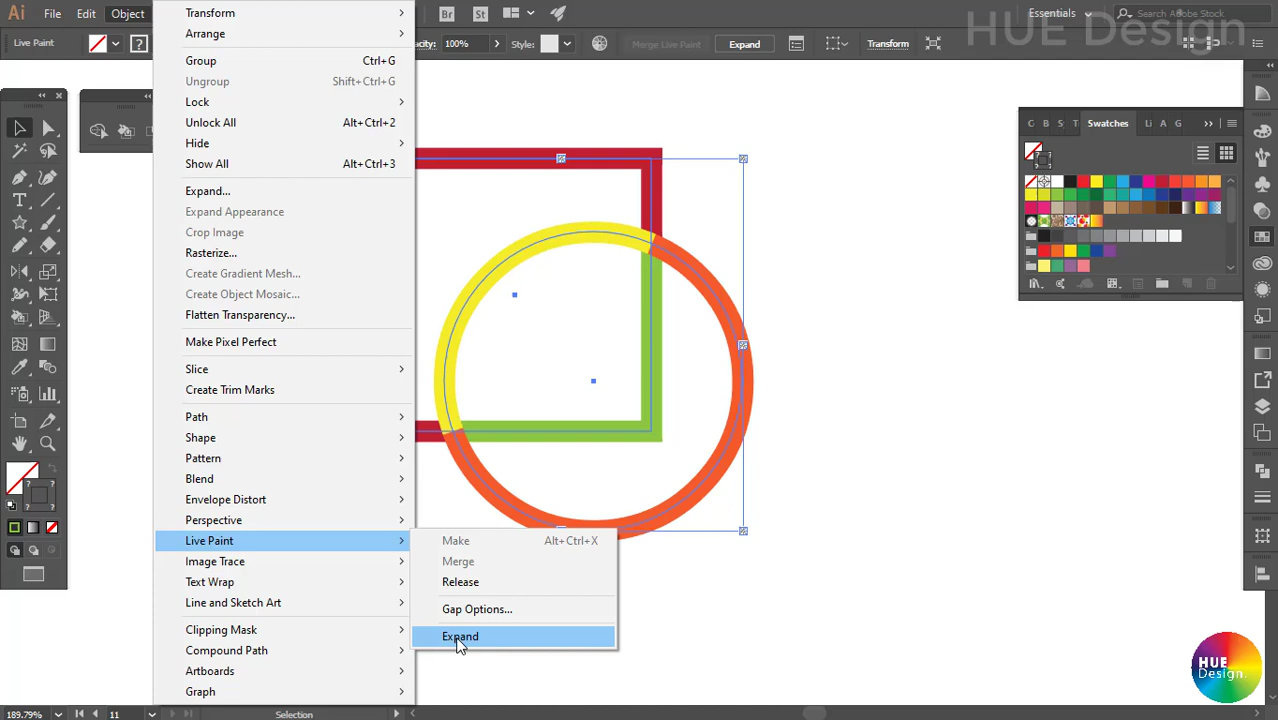 Ai File Edit Object Br St Essentials Search Adobe Stock
HUE Design
Live Paint acity: 100% Style: Merge Live Paint Expand Transform
Transform
Arrange
Group Ctrl+G
Ungroup Shift+Ctrl+G
Lock
Unlock All Alt+Ctrl+2
Hide
Show All Alt+Ctrl+3
Expand...
Expand Appearance
Crop Image
Rasterize...
Create Gradient Mesh...
Create Object Mosaic...
Flatten Transparency...
Make Pixel Perfect
Slice
Create Trim Marks
Path
Shape
Pattern
Blend
Envelope Distort
Perspective
Live Paint
Image Trace
Text Wrap
Line and Sketch Art
Clipping Mask
Compound Path
Artboards
Graph
Make Alt+Ctrl+X
Merge
Release
Gap Options...
Expand
C B S T Swatches Li A G
HUE
Design.
189.79% 11 Selection